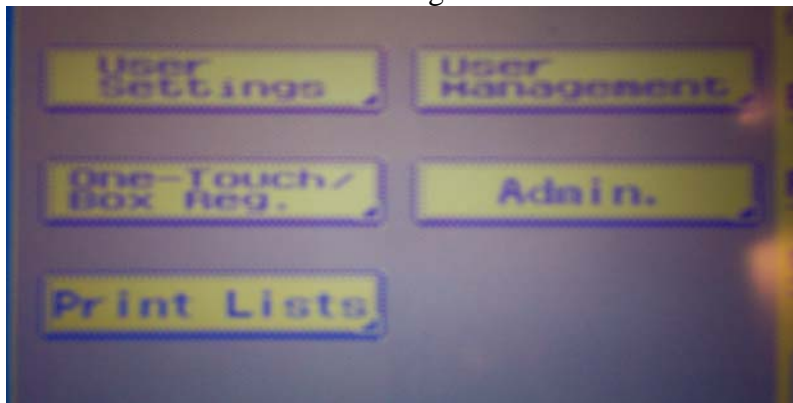 User
Settings
User
Management
One-Touch/
Box Reg.
Admin.
Print Lists